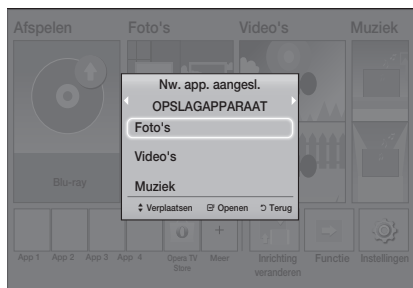 Afspelen Foto's Video's Muziek
Nw. app. aangesl.
OPSLAGAPPARAAT
Foto's
Video's
Muziek
Verplaatsen Openen Terug
Blu-ray
App 1 App 2 App 3 App 4 Opera TV Store Meer Inrichting veranderen Functie Instellingen